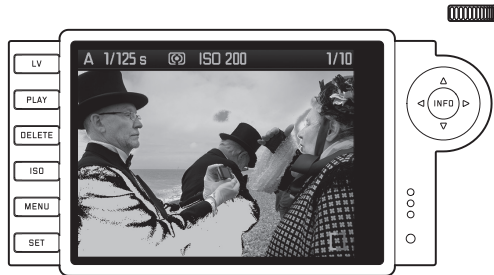 A 1/125 s ISO 200 1/10
LV
PLAY
DELETE
ISO
MENU
SET
INFO